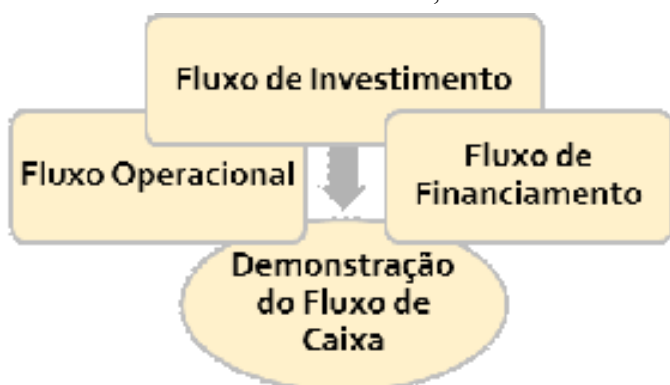 Fluxo de Investimento
Fluxo Operacional
Fluxo de
Financiamento
Demonstração
do Fluxo de
Caixa